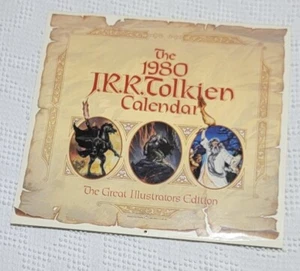 The
1980
J.R.R.Tolkien
Calendar
The Great Illustrators Edition